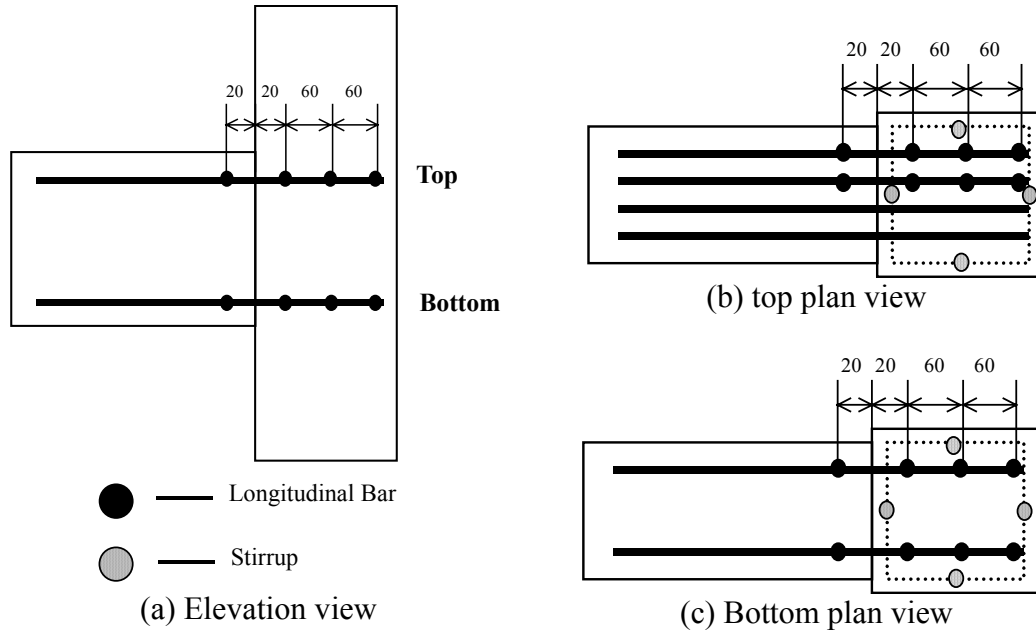 20 20 60 60
Top
Bottom
Longitudinal Bar
Stirrup
(a) Elevation view
20 20 60 60
(b) top plan view
20 20 60 60
(c) Bottom plan view